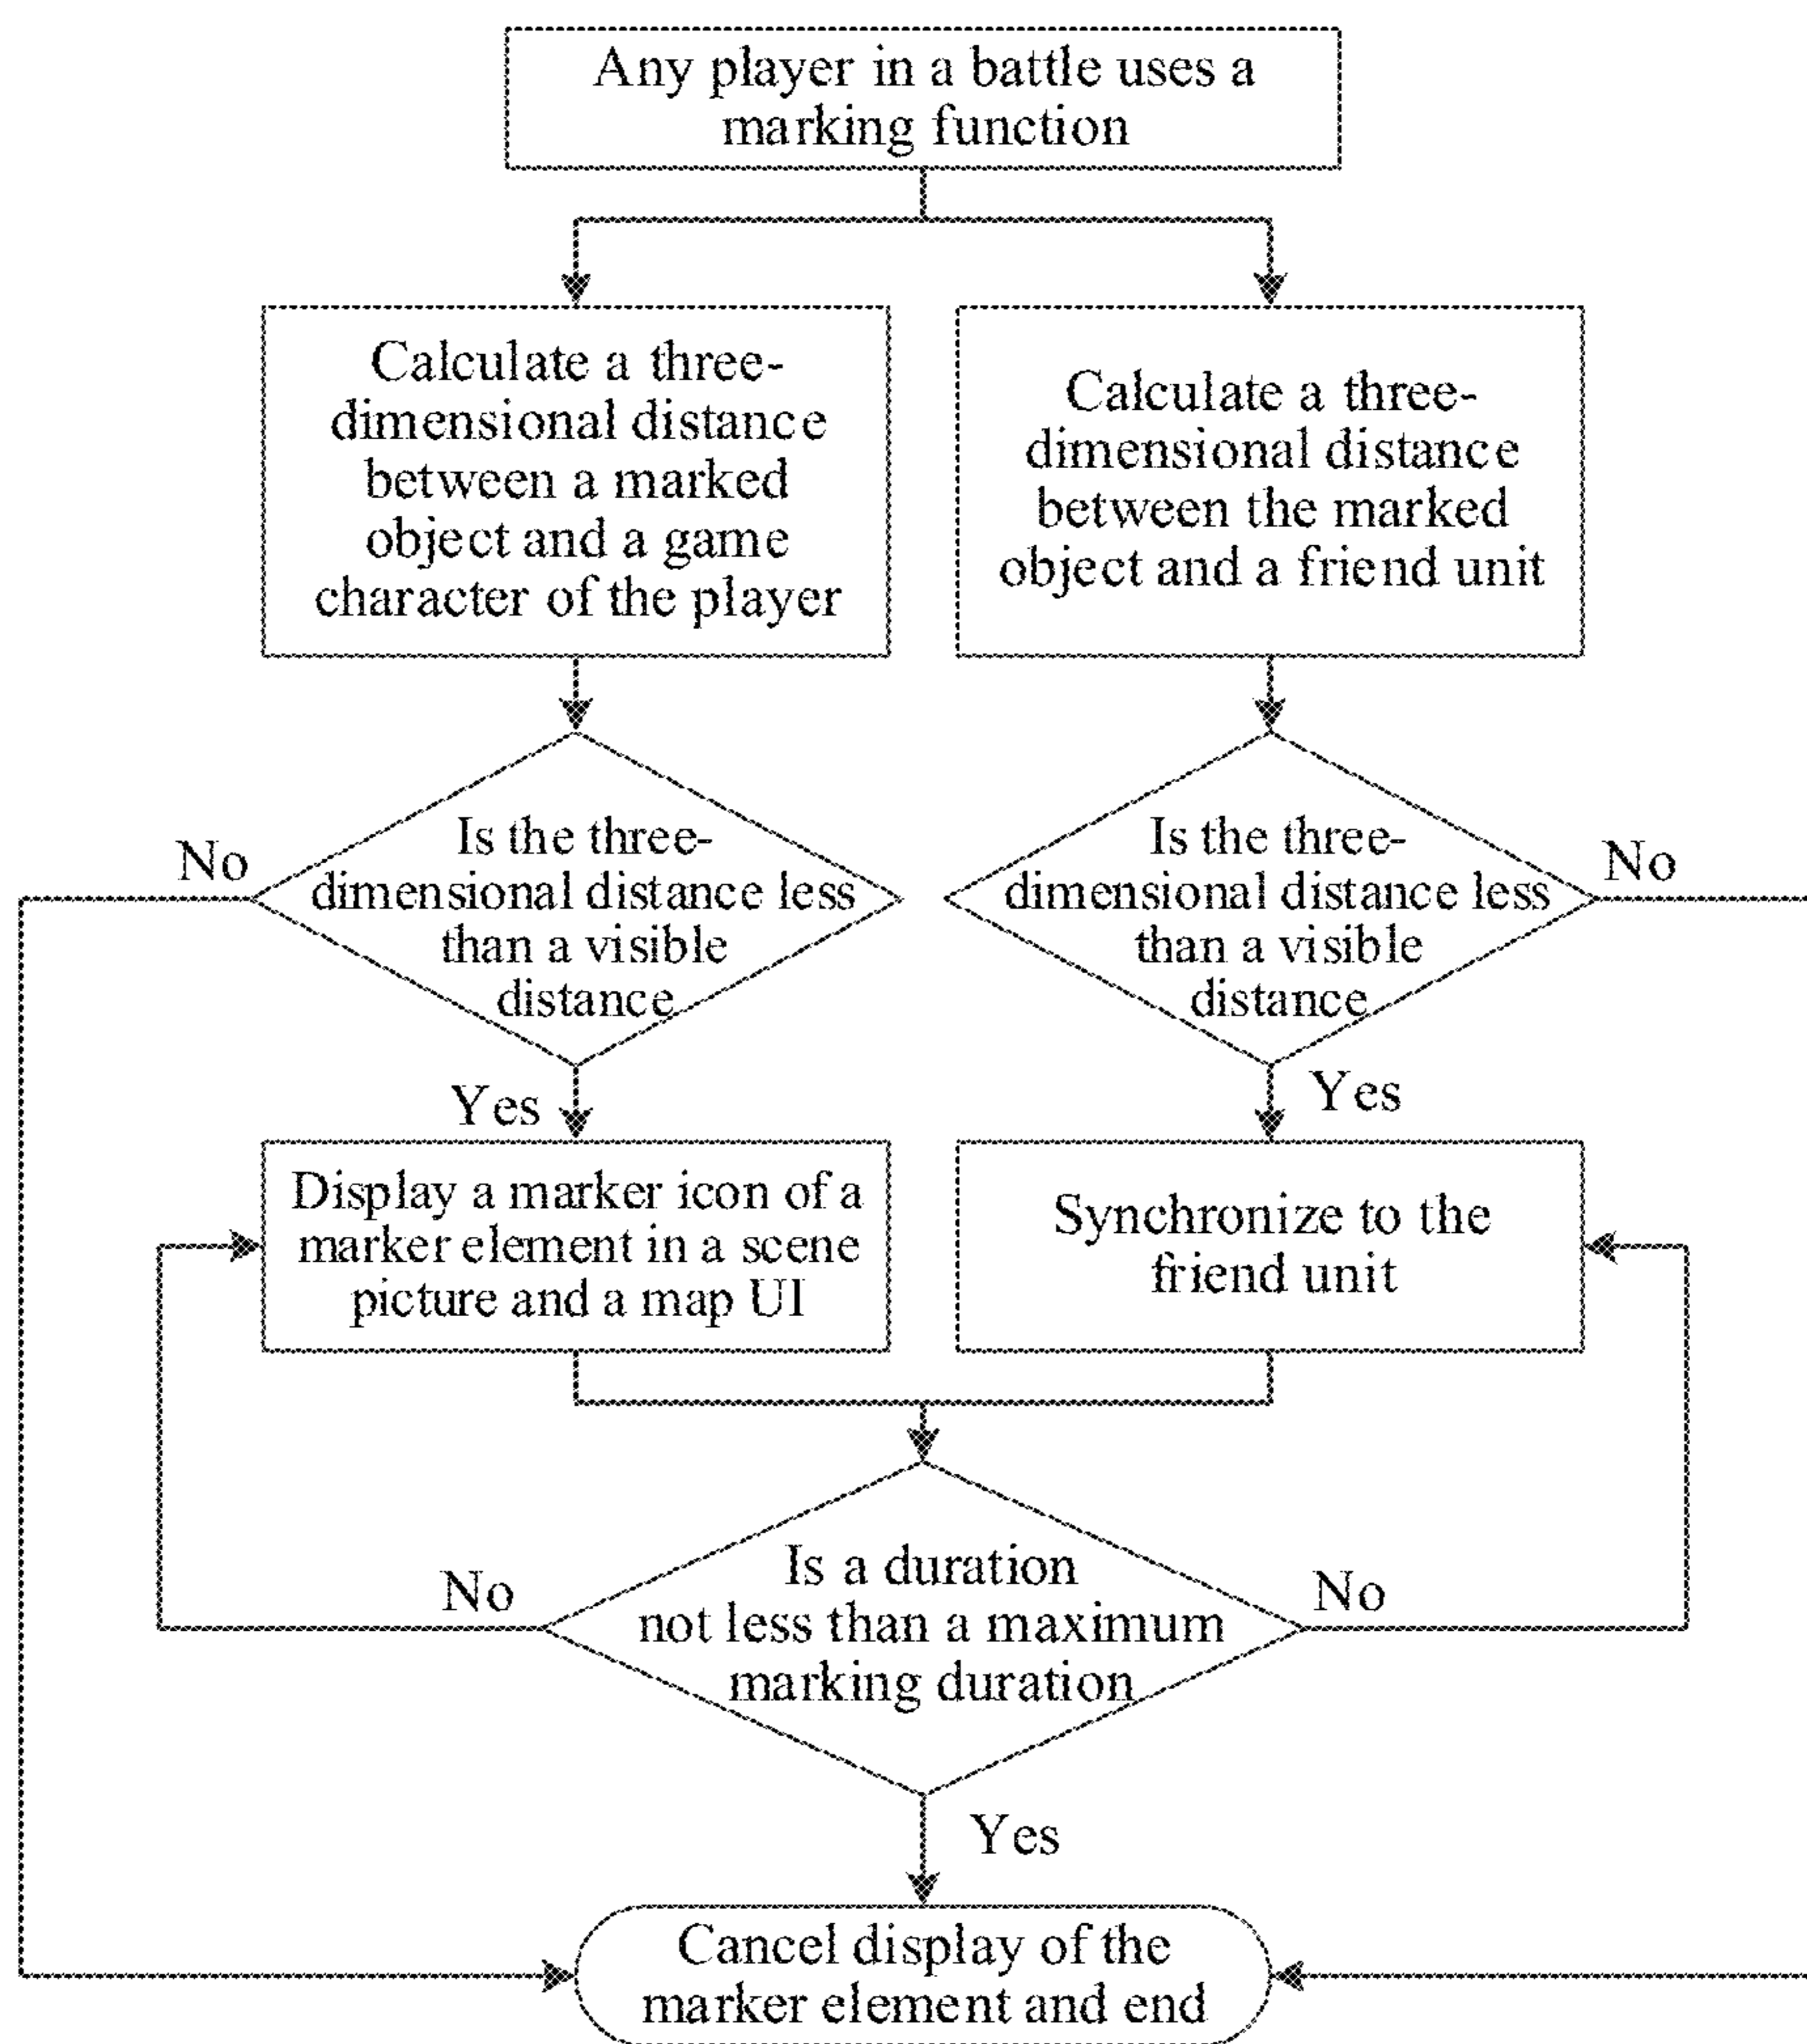 Any player in a battle uses a
marking function
Calculate a three-
dimensional distance
between a marked
object and a game
character of the player
Calculate a three-
dimensional distance
between the marked
object and a friend unit
No
Is the three-
dimensional distance less
than a visible
distance
Is the three-
dimensional distance less
than a visible
distance
No
Yes
Yes
Display a marker icon of a
marker element in a scene
picture and a map UI
Synchronize to the
friend unit
No
Is a duration
not less than a maximum
marking duration
No
Yes
Cancel display of the
marker element and end